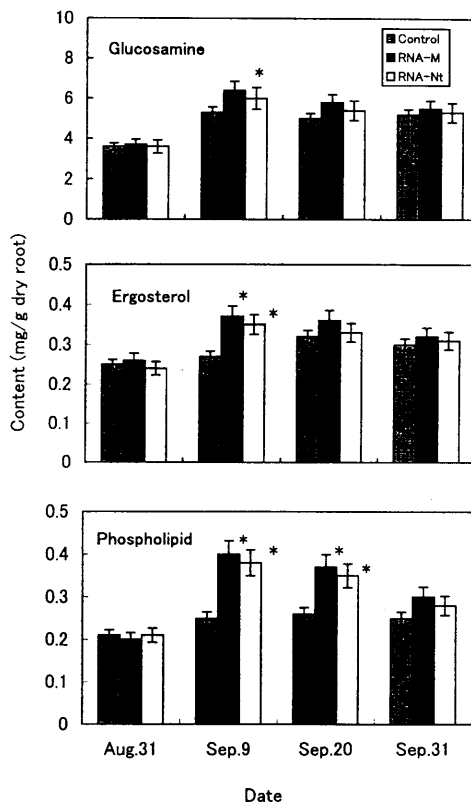 Glucosamine
Control
RNA-M
RNA-Nt
10
8
6
4
2
0
*
Ergosterol
0.5
0.4
0.3
0.2
0.1
0
* *
Phospholipid
0.5
0.4
0.3
0.2
0.1
0
* * * *
Content (mg/g dry root)
Aug.31 Sep.9 Sep.20 Sep.31
Date